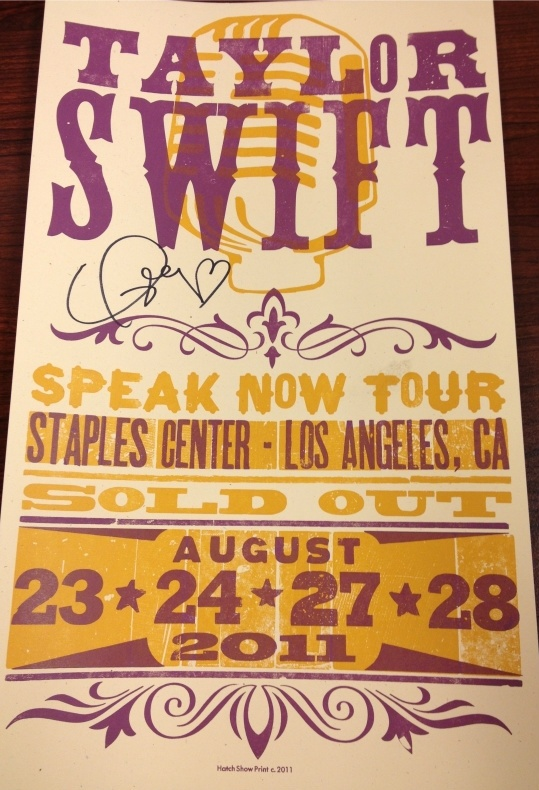 TAYLOR
SWIFT
SPEAK NOW TOUR
STAPLES CENTER - LOS ANGELES, CA
SOLD OUT
AUGUST
23 ★ 24 ★ 27 ★ 28
2011
Hatch Show Print c. 2011